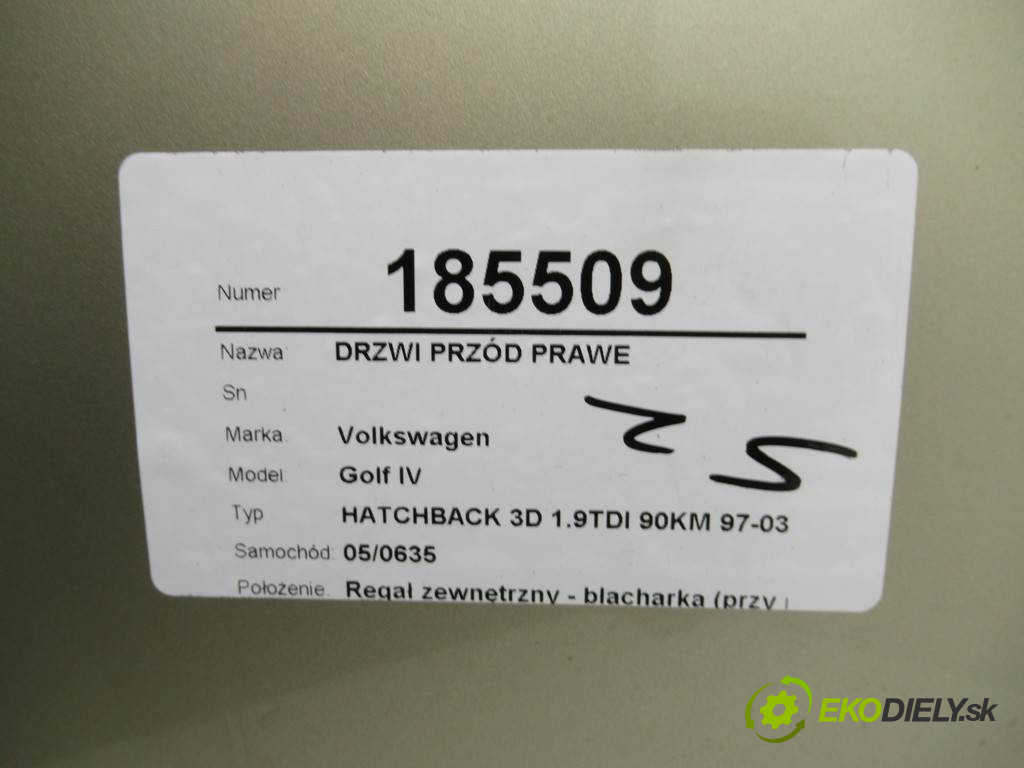 Numer 185509
Nazwa DRZWI PRZÓD PRAWE
Sn
Marka Volkswagen
Model Golf IV
Typ HATCHBACK 3D 1.9TDI 90KM 97-03
Samochód: 05/0635
Położenie Regał zewnętrzny - blacharka (przy
EKODIELY.sk